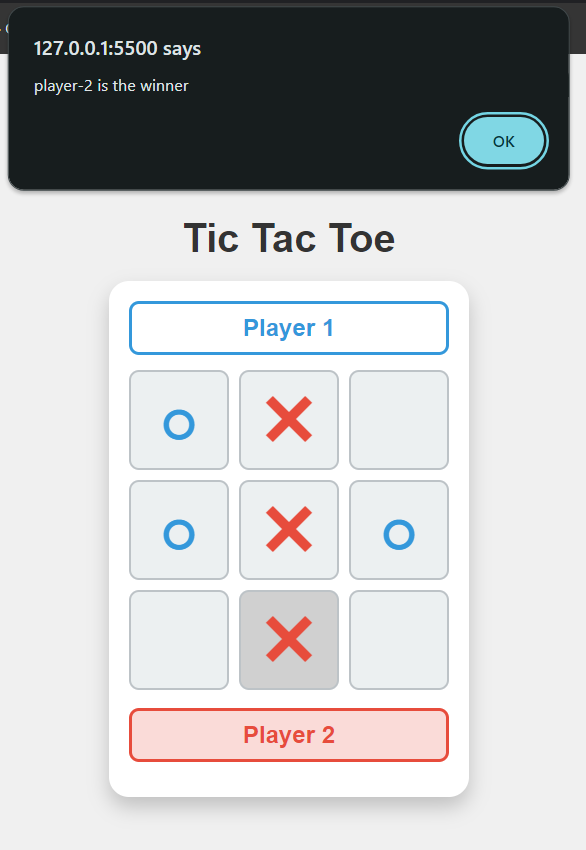 127.0.0.1:5500 says
player-2 is the winner
OK
Tic Tac Toe
Player 1
Player 2